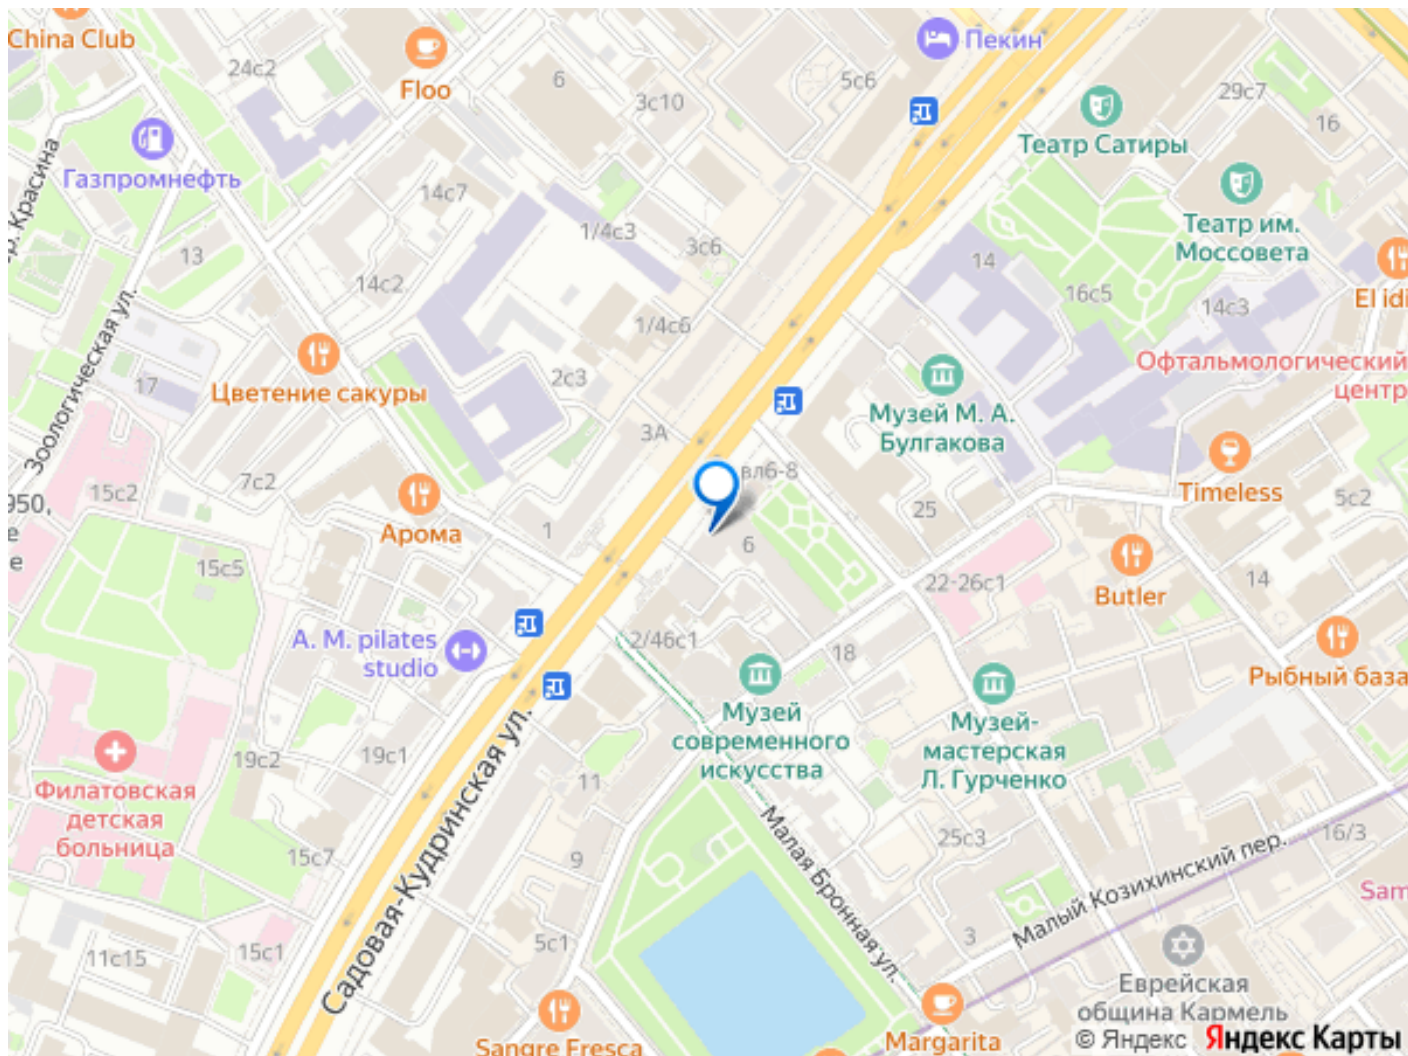 China Club
24с2
Floo
6
3с10
5с6
Пекин
29с7
16
Театр Сатиры
Газпромнефть
14с7
1/4с3
3с6
Театр им.
Моссовета
13
14с2
14
16с5
14с3
El idi
Зоологическая ул.
1/4с6
Цветение сакуры
17
2с3
Офтальмологический
центр
Музей М. А.
Булгакова
3А
вл6-8
7с2
15с2
950,
е
е
Арома
1
25
Timeless
5с2
6
15с5
22-26с1
Butler
14
A. M. pilates
studio
2/46с1
18
Рыбный база
Музей
современного
искусства
Музей-
мастерская
Л. Гурченко
19с2
19с1
11
Филатовская
детская
больница
15с7
9
25с3
16/3
Садовая-Кудринская ул.
Малая Бронная ул.
Малый Козихинский пер.
Sam
11с15
15с1
5с1
3
Еврейская
община Кармель
Sangre Fresca
Margarita
© Яндекс Яндекс Карты
р. Красина